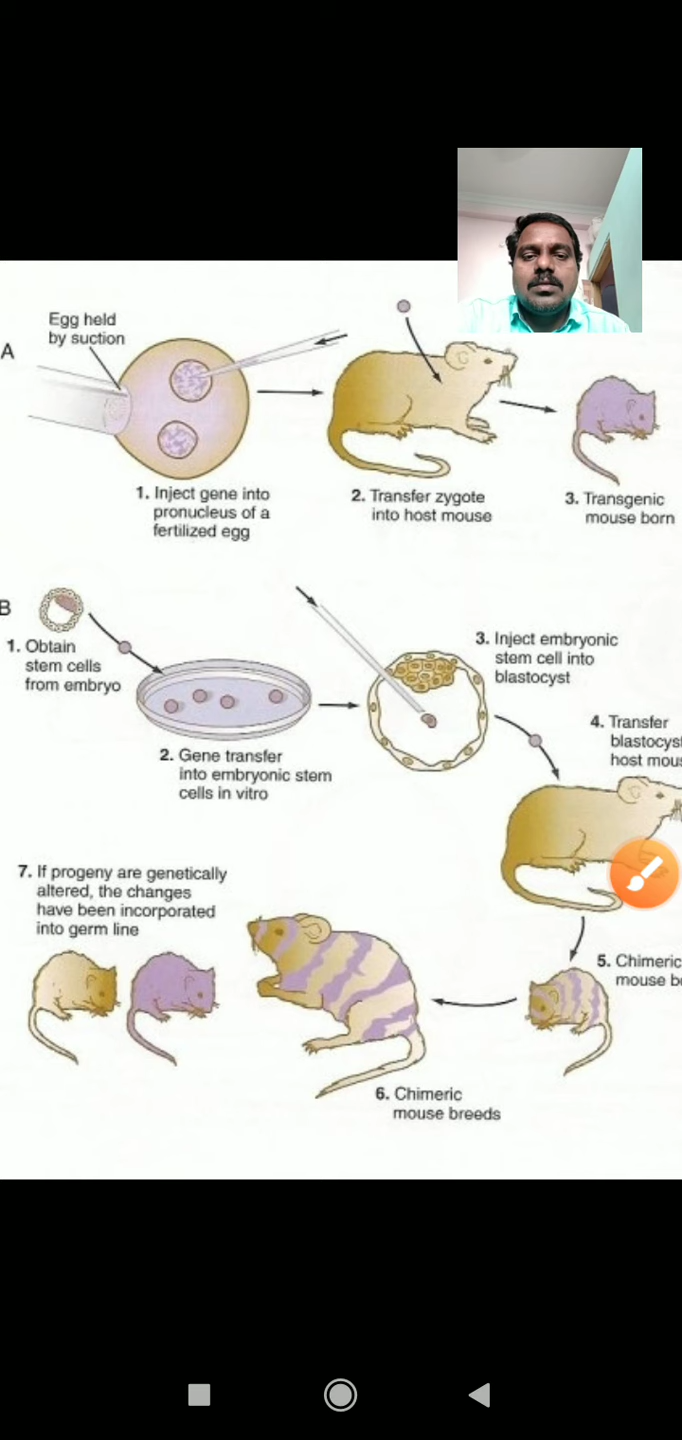 A
Egg held
by suction
1. Inject gene into
pronucleus of a
fertilized egg
2. Transfer zygote
into host mouse
3. Transgenic
mouse born
B
1. Obtain
stem cells
from embryo
2. Gene transfer
into embryonic stem
cells in vitro
3. Inject embryonic
stem cell into
blastocyst
4. Transfer
host
5. Chimeric
mouse
6. Chimeric
mouse breeds
7. If progeny are genetically
altered, the changes
have been incorporated
into germ line